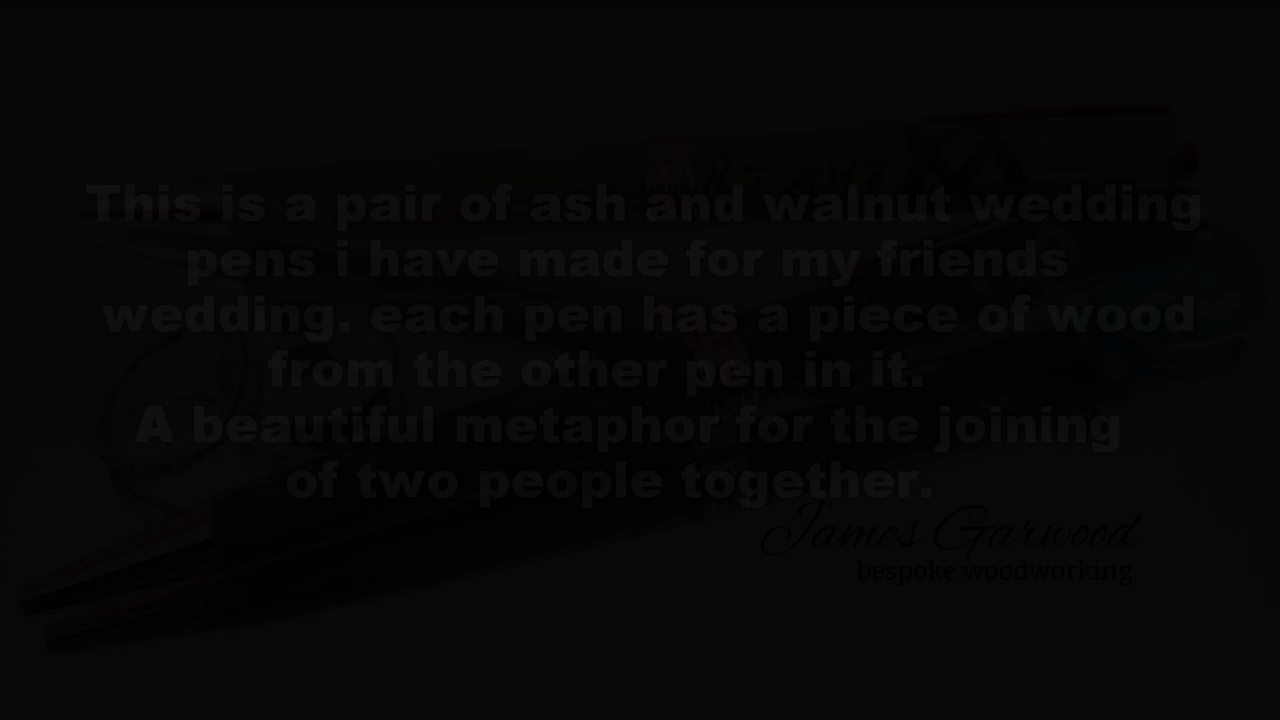 This is a pair of ash and walnut wedding
pens i have made for my friends
wedding. each pen has a piece of wood
from the other pen in it.
A beautiful metaphor for the joining
of two people together.
James Garwood
bespoke woodworking